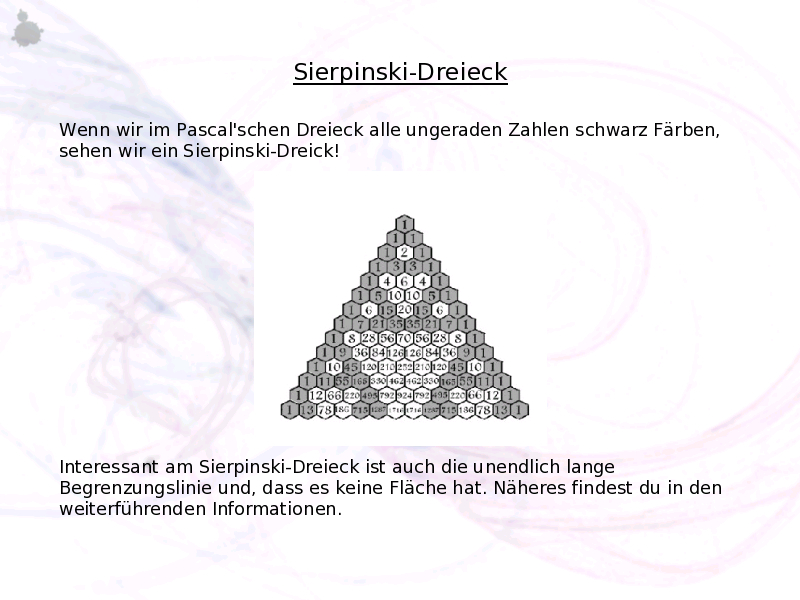 Sierpinski-Dreieck
Wenn wir im Pascal'schen Dreieck alle ungeraden Zahlen schwarz Färben,
sehen wir ein Sierpinski-Dreick!
1
1 1
1 2 1
1 3 3 1
1 4 6 4 1
1 5 10 10 5 1
1 6 15 20 15 6 1
1 7 21 35 35 21 7 1
1 8 28 56 70 56 28 8 1
1 9 36 84 126 126 84 36 9 1
1 10 45 120 210 252 210 120 45 10 1
1 11 55 165 330 462 462 330 165 55 11 1
1 12 66 220 495 792 924 792 495 220 66 12 1
1 13 78 186 715 1287 1716 1716 1287 715 186 78 13 1
Interessant am Sierpinski-Dreieck ist auch die unendlich lange
Begrenzungslinie und, dass es keine Fläche hat. Näheres findest du in den
weiterführenden Informationen.